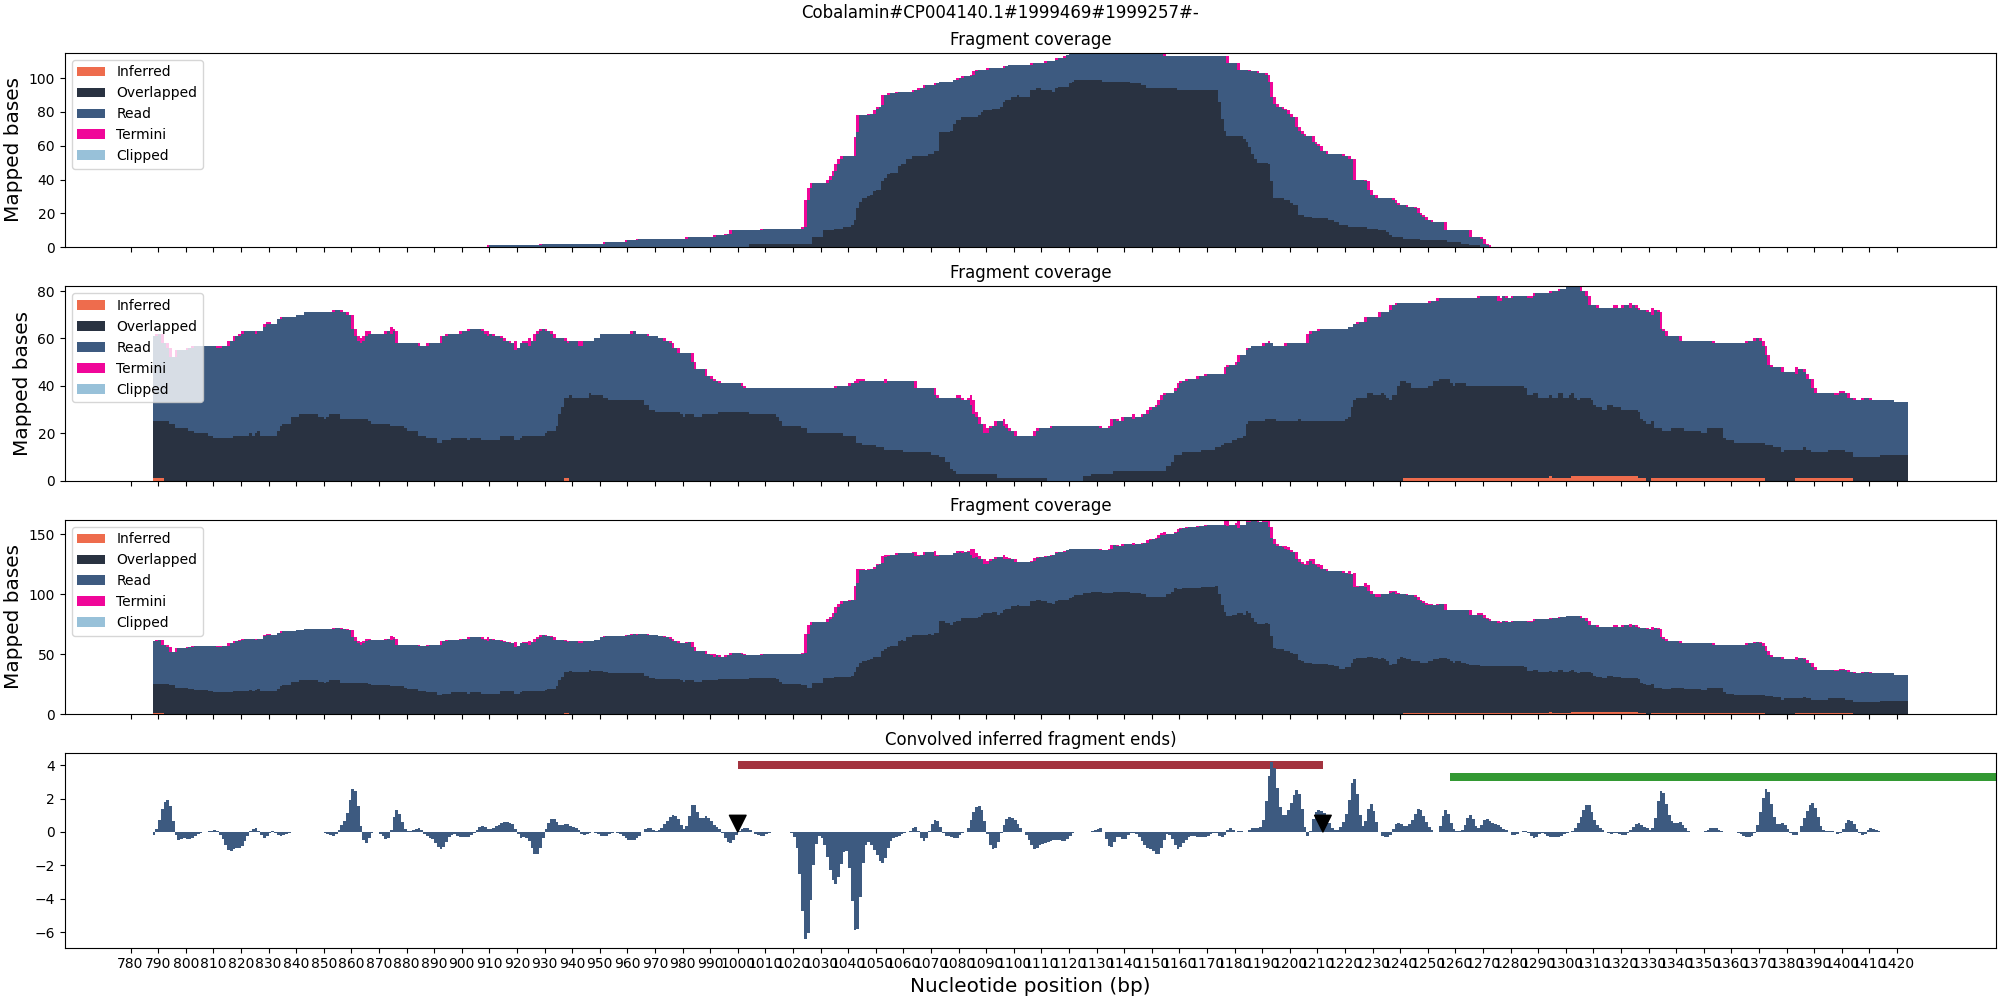 Cobalamin#CP004140.1#1999469#1999257#-
Fragment coverage
Mapped bases
100
80
60
40
20
0
Inferred
Overlapped
Read
Termini
Clipped
Fragment coverage
Mapped bases
80
60
40
20
0
Inferred
Overlapped
Read
Termini
Clipped
Fragment coverage
Mapped bases
150
100
50
0
Inferred
Overlapped
Read
Termini
Clipped
Convolved inferred fragment ends)
4
2
0
−2
−4
−6
780 790 800 810 820 830 840 850 860 870 880 890 900 910 920 930 940 950 960 970 980 990 1000 1010 1020 1030 1040 1050 1060 1070 1080 1090 1100 1110 1120 1130 1140 1150 1160 1170 1180 1190 1200 1210 1220 1230 1240 1250 1260 1270 1280 1290 1300 1310 1320 1330 1340 1350 1360 1370 1380 1390 1400 1410 1420
Nucleotide position (bp)